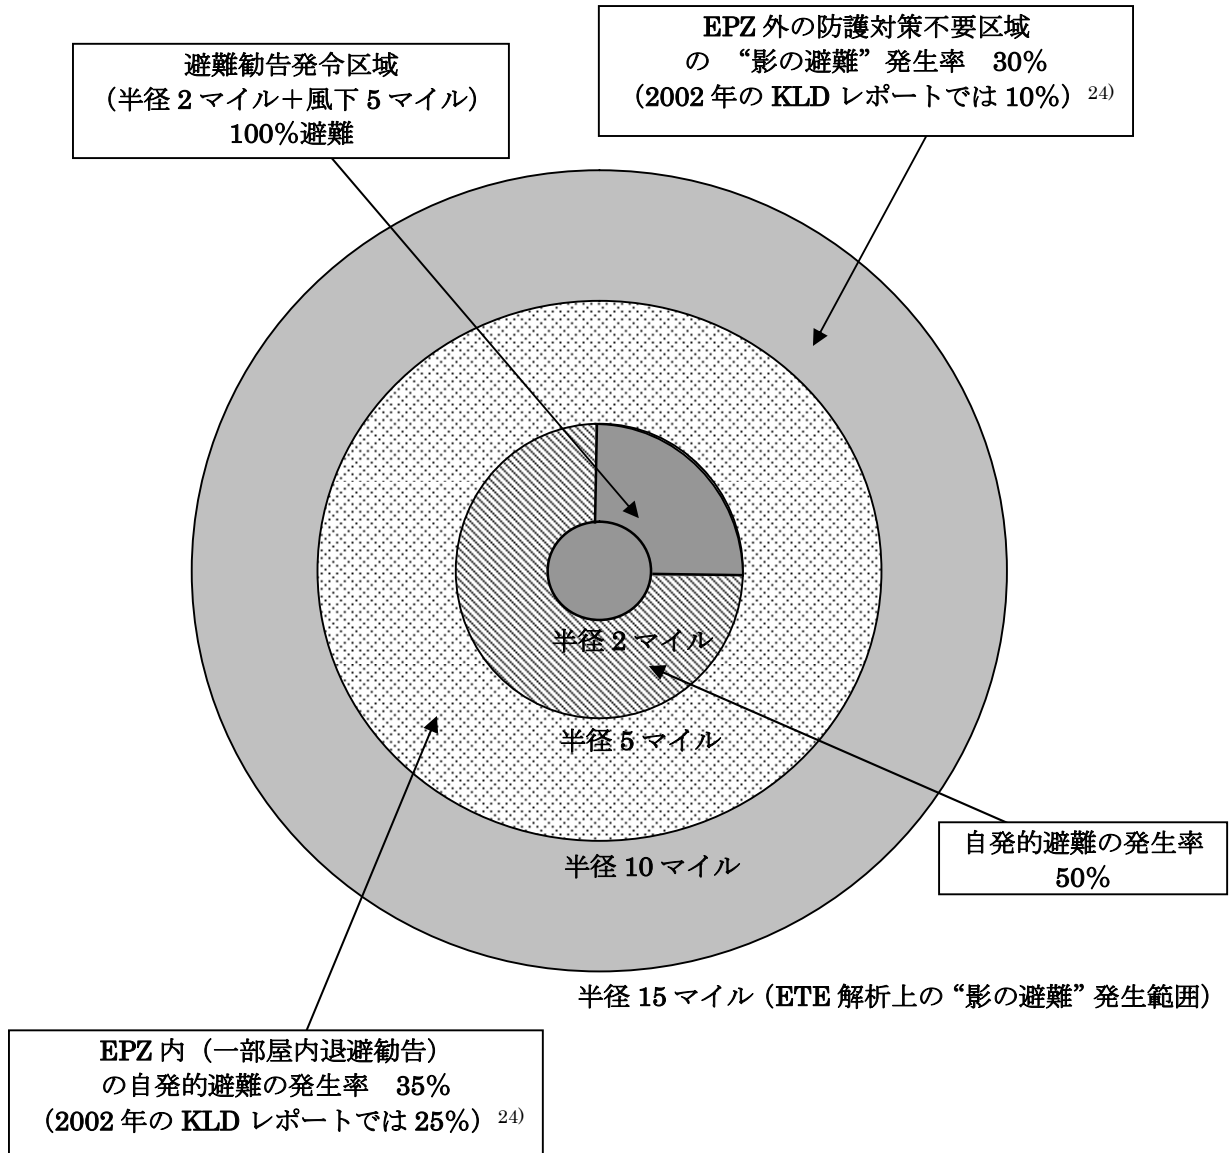 EPZ 外の防護対策不要区域
の “影の避難” 発生率 30%
（2002 年の KLD レポートでは 10%）24)
避難勧告発令区域
（半径 2 マイル＋風下 5 マイル）
100%避難
半径 2 マイル
半径 5 マイル
自発的避難の発生率
50%
半径 10 マイル
半径 15 マイル（ETE 解析上の “影の避難” 発生範囲）
EPZ 内（一部屋内退避勧告）
の自発的避難の発生率 35%
（2002 年の KLD レポートでは 25%）24)